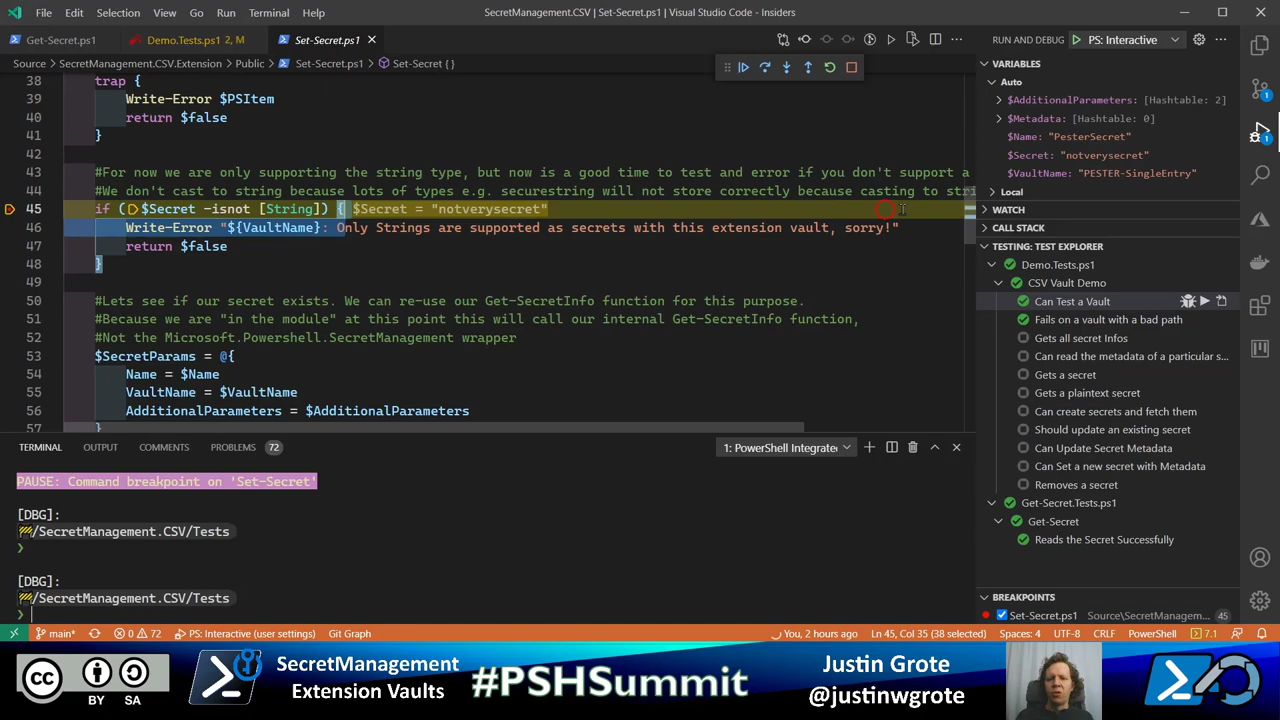 File Edit Selection View Go Run Terminal Help
SecretManagement.CSV | Set-Secret.ps1 | Visual Studio Code - Insiders
Get-Secret.ps1 Demo.Tests.ps1 2, M Set-Secret.ps1
RUN AND DEBUG PS: Interactive
Source > SecretManagement.CSV.Extension > Public > Set-Secret.ps1 > Set-Secret { }
38 trap {
39 Write-Error $PSItem
40 return $false
41 }
42
43 #For now we are only supporting the string type, but now is a good time to test and error if you don't support a
44 #We don't cast to string because lots of types e.g. securestring will not store correctly because casting to stri
45 if ($Secret -isnot [String]) { $Secret = "notverysecret"
46 Write-Error "${VaultName}: Only Strings are supported as secrets with this extension vault, sorry!"
47 return $false
48 }
49
50 #Lets see if our secret exists. We can re-use our Get-SecretInfo function for this purpose.
51 #Because we are "in the module" at this point this will call our internal Get-SecretInfo function,
52 #Not the Microsoft.Powershell.SecretManagement wrapper
53 $SecretParams = @{
54 Name = $Name
55 VaultName = $VaultName
56 AdditionalParameters = $AdditionalParameters
57 }
VARIABLES
Auto
$AdditionalParameters: [Hashtable: 2]
$Metadata: [Hashtable: 0]
$Name: "PesterSecret"
$Secret: "notverysecret"
$VaultName: "PESTER-SingleEntry"
Local
WATCH
CALL STACK
TESTING: TEST EXPLORER
Demo.Tests.ps1
CSV Vault Demo
Can Test a Vault
Fails on a vault with a bad path
Gets all secret Infos
Can read the metadata of a particular s...
Gets a secret
Gets a plaintext secret
Can create secrets and fetch them
Should update an existing secret
Can Update Secret Metadata
Can Set a new secret with Metadata
Removes a secret
Get-Secret.Tests.ps1
Get-Secret
Reads the Secret Successfully
BREAKPOINTS
Set-Secret.ps1 Source\SecretManagem... 45
1
1
TERMINAL OUTPUT COMMENTS PROBLEMS 72
1: PowerShell Integrate
PAUSE: Command breakpoint on 'Set-Secret'
[DBG]:
/SecretManagement.CSV/Tests
❯
[DBG]:
/SecretManagement.CSV/Tests
❯
main* 0 72 PS: Interactive (user settings) Git Graph
You, 2 hours ago Ln 45, Col 35 (38 selected) Spaces: 4 UTF-8 CRLF PowerShell 7.1
cc BY SA
SecretManagement
Extension Vaults
#PSHSummit
Justin Grote
@justinwgrote